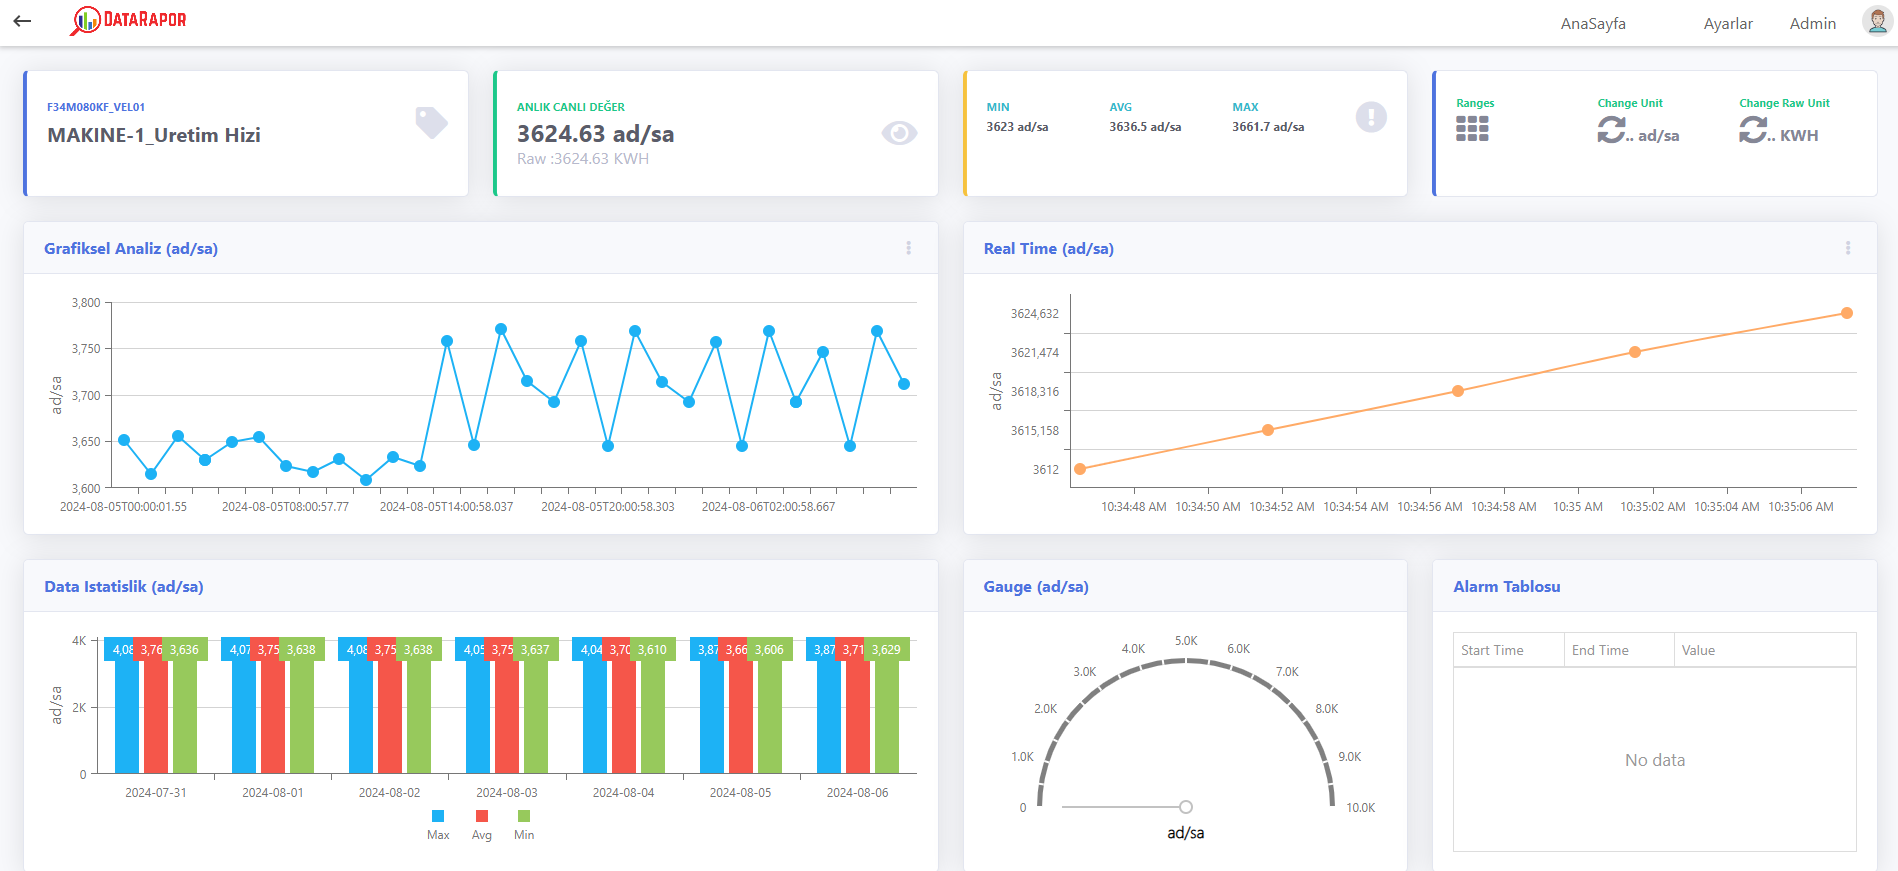 DATARAPOR
AnaSayfa Ayarlar Admin
F34M080KF_VEL01
MAKINE-1_Uretim Hizi
ANLIK CANLI DEĞER
3624.63 ad/sa
Raw :3624.63 KWH
MIN AVG MAX
3623 ad/sa 3636.5 ad/sa 3661.7 ad/sa
Ranges Change Unit Change Raw Unit
.. ad/sa .. KWH
Grafiksel Analiz (ad/sa)
3,800
3,750
3,700
3,650
3,600
ad/sa
2024-08-05T00:00:01.55 2024-08-05T08:00:57.77 2024-08-05T14:00:58.037 2024-08-05T20:00:58.303 2024-08-06T02:00:58.667
Real Time (ad/sa)
3624,632
3621,474
3618,316
3615,158
3612
ad/sa
10:34:48 AM 10:34:50 AM 10:34:52 AM 10:34:54 AM 10:34:56 AM 10:34:58 AM 10:35 AM 10:35:02 AM 10:35:04 AM 10:35:06 AM
Data Istatislik (ad/sa)
4K
2K
0
ad/sa
4,08 3,76 3,636 4,07 3,75 3,638 4,08 3,75 3,638 4,05 3,75 3,637 4,04 3,70 3,610 3,87 3,66 3,606 3,87 3,71 3,629
2024-07-31 2024-08-01 2024-08-02 2024-08-03 2024-08-04 2024-08-05 2024-08-06
Max Avg Min
Gauge (ad/sa)
0 1.0K 2.0K 3.0K 4.0K 5.0K 6.0K 7.0K 8.0K 9.0K 10.0K
ad/sa
Alarm Tablosu
Start Time End Time Value
No data